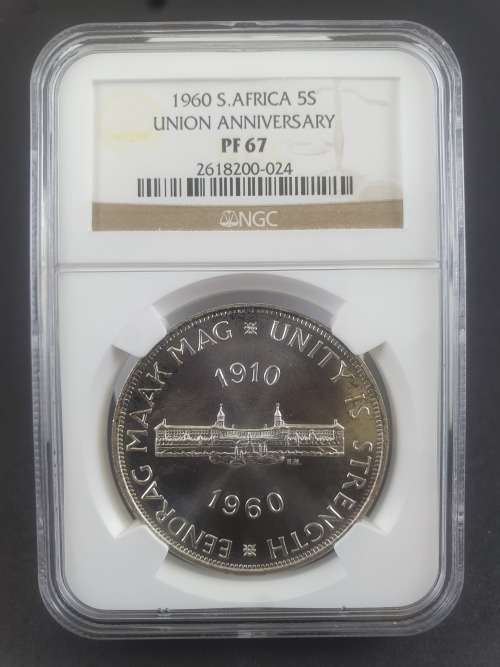 1960 S.AFRICA 5S
UNION ANNIVERSARY
PF 67
2618200-024
NGC
EENDRAG MAAK MAG ※ UNITY IS STRENGTH ※
1910
1960